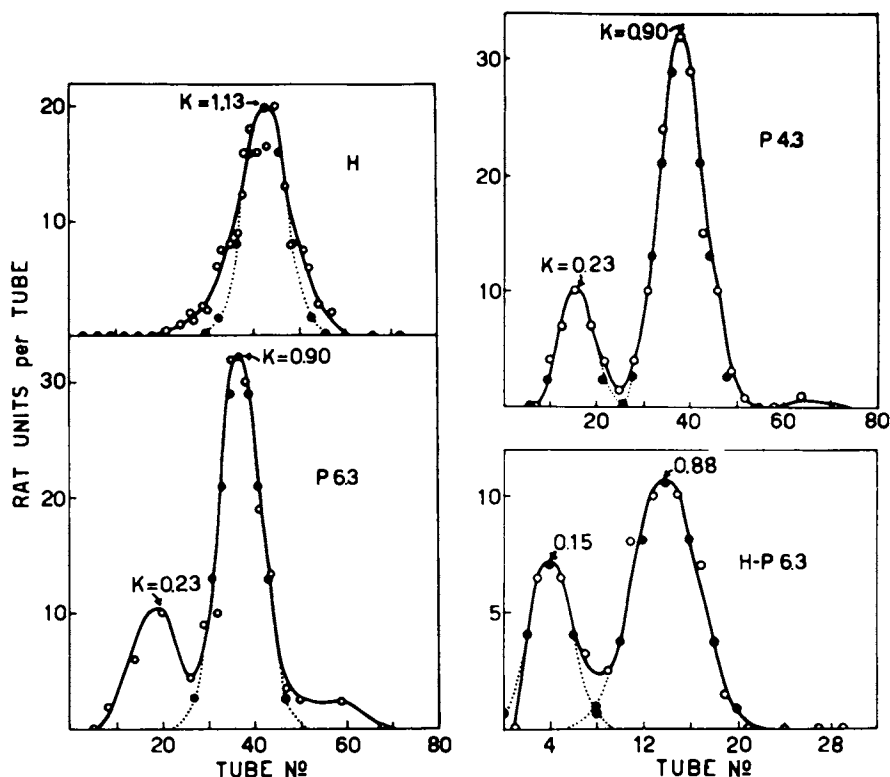 RAT UNITS per TUBE
20
10
K=1.13
H
30
20
10
K=0.90
K=0.23
P 6.3
20 40 60 80
TUBE Nº
30
20
10
K=0.90
K=0.23
P 4.3
20 40 60 80
10
5
0.88
0.15
H-P 6.3
4 12 20 28
TUBE Nº